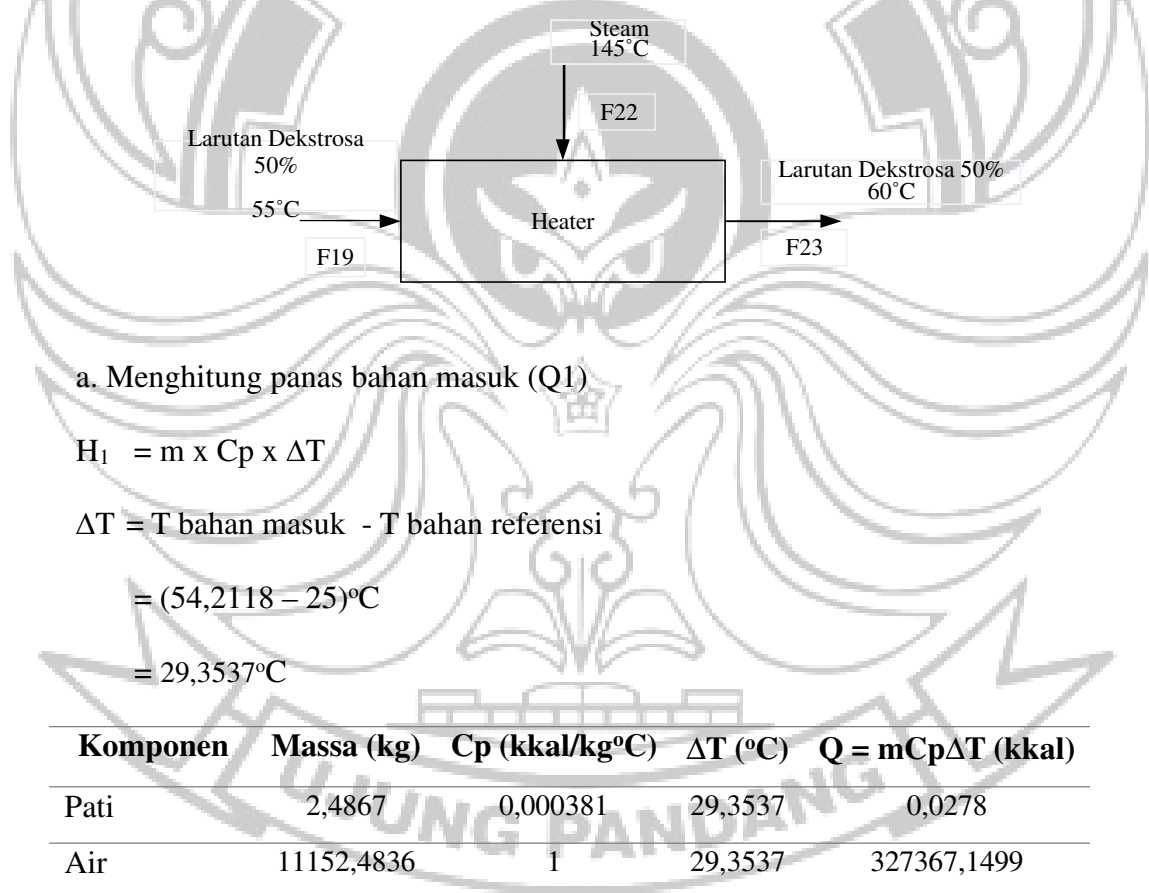 Steam
145˚C
F22
Larutan Dekstrosa
50%
55˚C
F19
Heater
Larutan Dekstrosa 50%
60˚C
F23
a. Menghitung panas bahan masuk (Q1)
H₁ = m x Cp x ΔT
ΔT = T bahan masuk - T bahan referensi
= (54,2118 – 25)ºC
= 29,3537ºC
Komponen Massa (kg) Cp (kkal/kgºC) ΔT (ºC) Q = mCpΔT (kkal)
Pati 2,4867 0,000381 29,3537 0,0278
Air 11152,4836 1 29,3537 327367,1499
UJUNG PANDANG